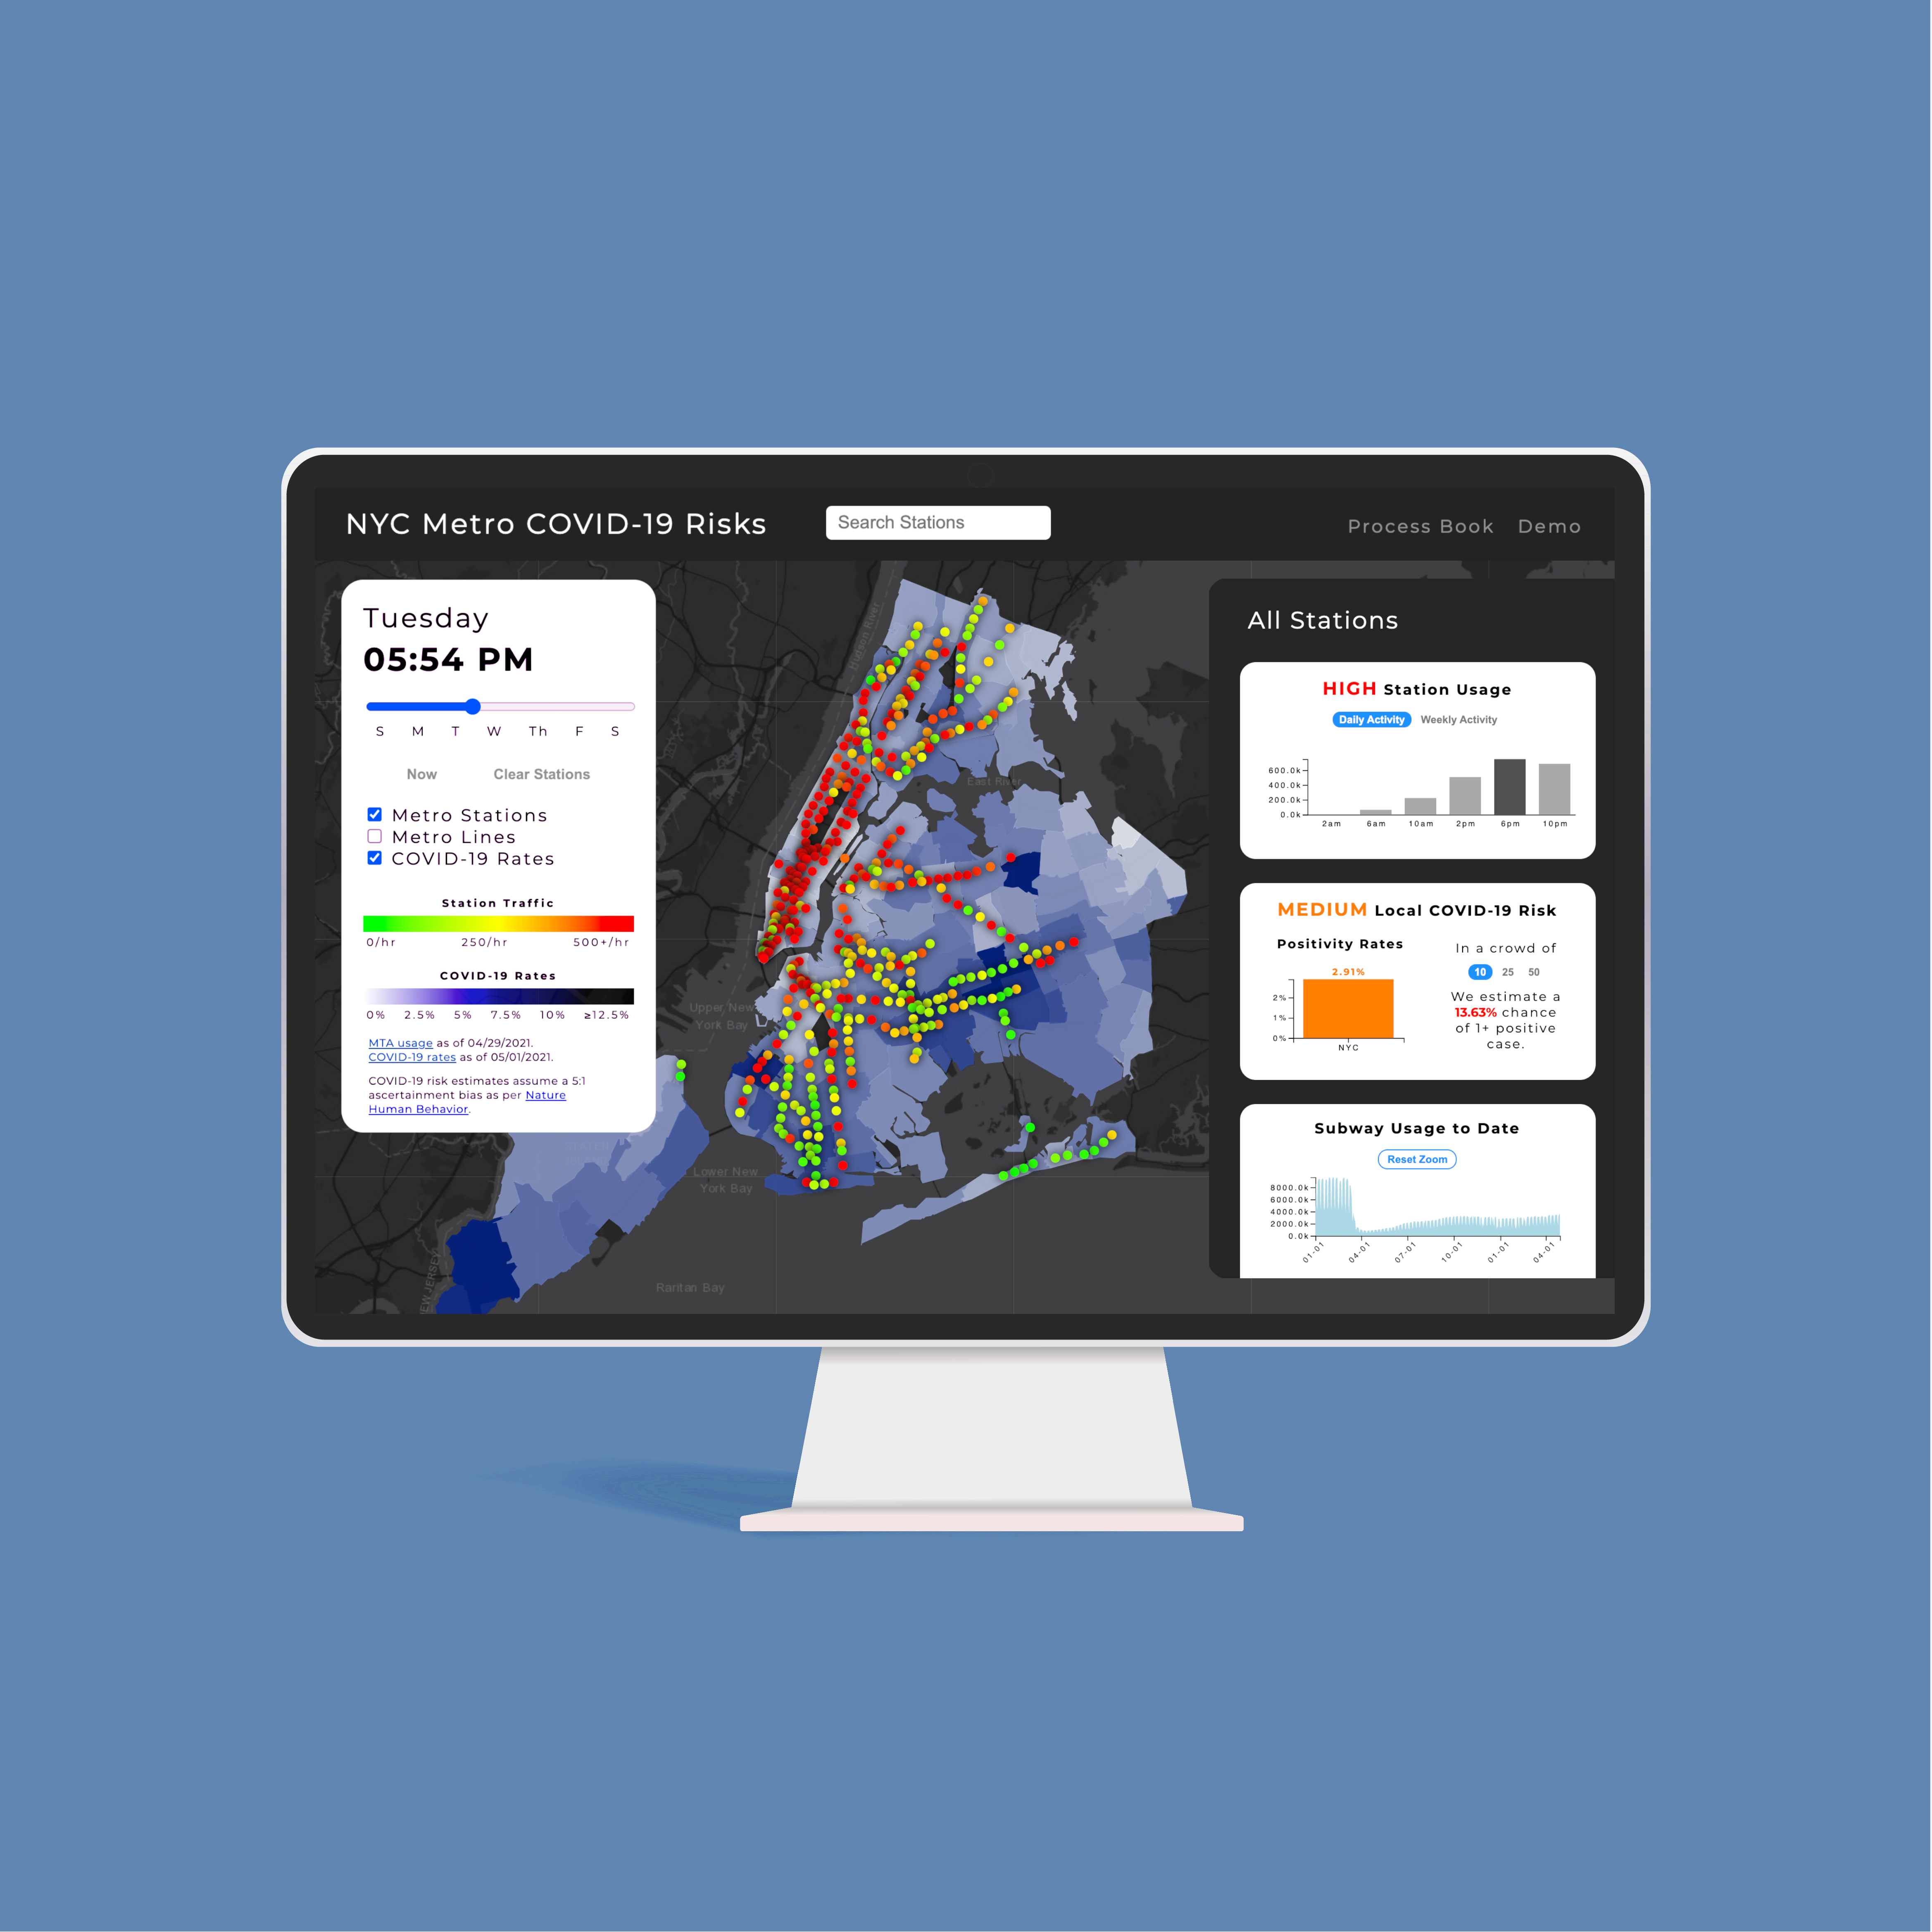 NYC Metro COVID-19 Risks
Search Stations
Process Book Demo
Tuesday
05:54 PM
S M T W Th F S
Now Clear Stations
Metro Stations
Metro Lines
COVID-19 Rates
Station Traffic
0/hr 250/hr 500+/hr
COVID-19 Rates
0% 2.5% 5% 7.5% 10% ≥12.5%
MTA usage as of 04/29/2021.
COVID-19 rates as of 05/01/2021.
COVID-19 risk estimates assume a 5:1
ascertainment bias as per Nature
Human Behavior.
Hudson River
East River
Upper New
York Bay
Lower New
York Bay
Raritan Bay
EW JERSEY
All Stations
HIGH Station Usage
Daily Activity Weekly Activity
600.0k
400.0k
200.0k
0.0k
2am 6am 10am 2pm 6pm 10pm
MEDIUM Local COVID-19 Risk
Positivity Rates
2.91%
2%
1%
0%
NYC
In a crowd of
10 25 50
We estimate a
13.63% chance
of 1+ positive
case.
Subway Usage to Date
Reset Zoom
8000.0k
6000.0k
4000.0k
2000.0k
0.0k
01-01 04-01 07-01 10-01 01-01 04-01